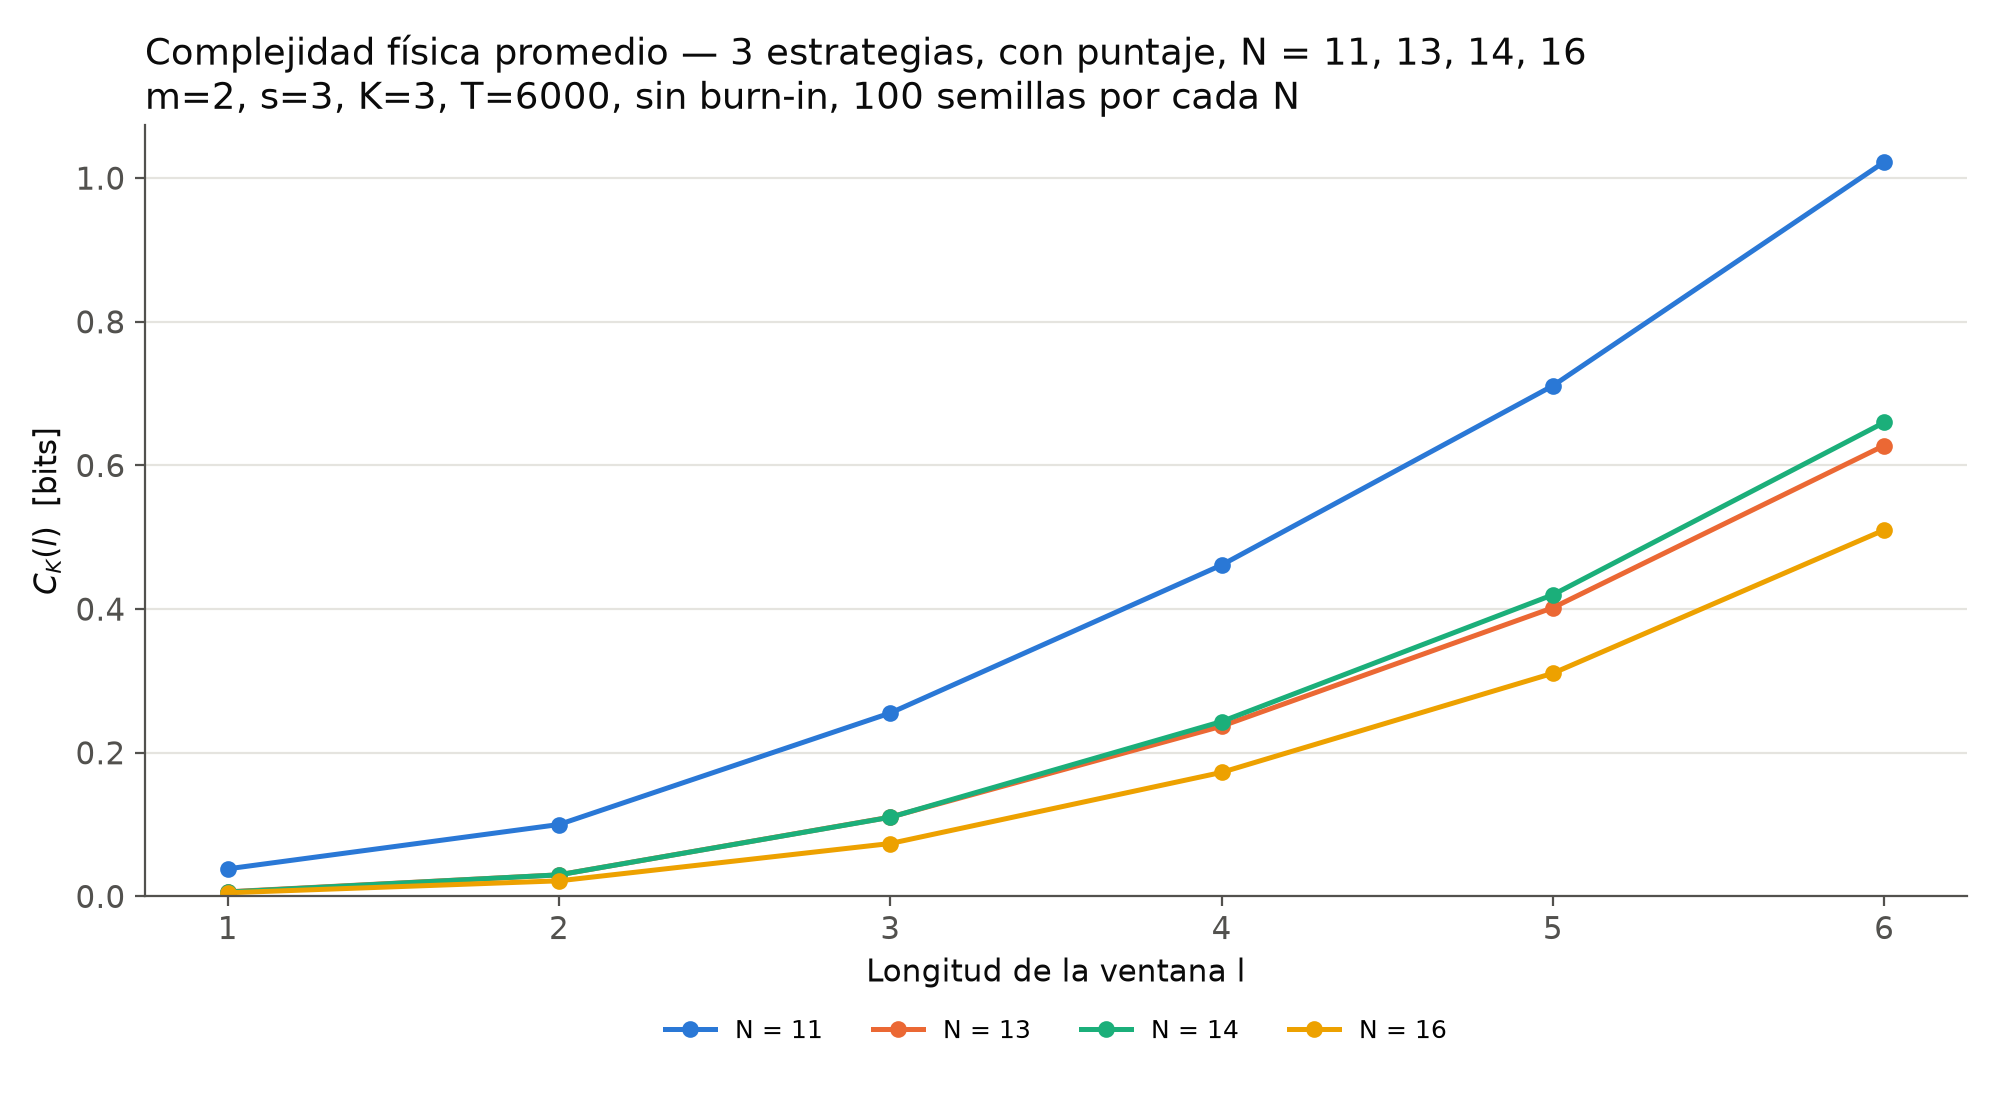 Complejidad física promedio — 3 estrategias, con puntaje, N = 11, 13, 14, 16
m=2, s=3, K=3, T=6000, sin burn-in, 100 semillas por cada N
C_K(l) [bits]
1.0
0.8
0.6
0.4
0.2
0.0
1 2 3 4 5 6
Longitud de la ventana l
N = 11 N = 13 N = 14 N = 16